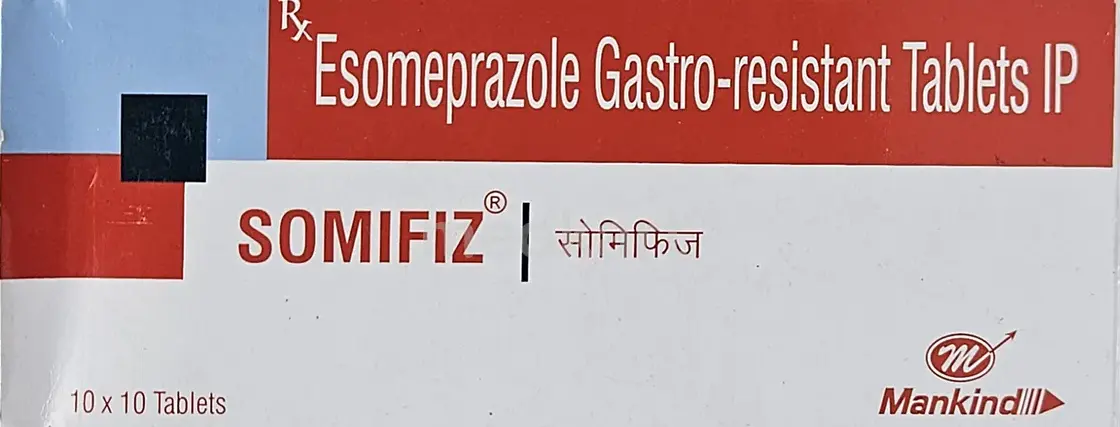 Rx
Esomeprazole Gastro-resistant Tablets IP
SOMIFIZ® | सोमिफिज
10 x 10 Tablets
m
Mankind